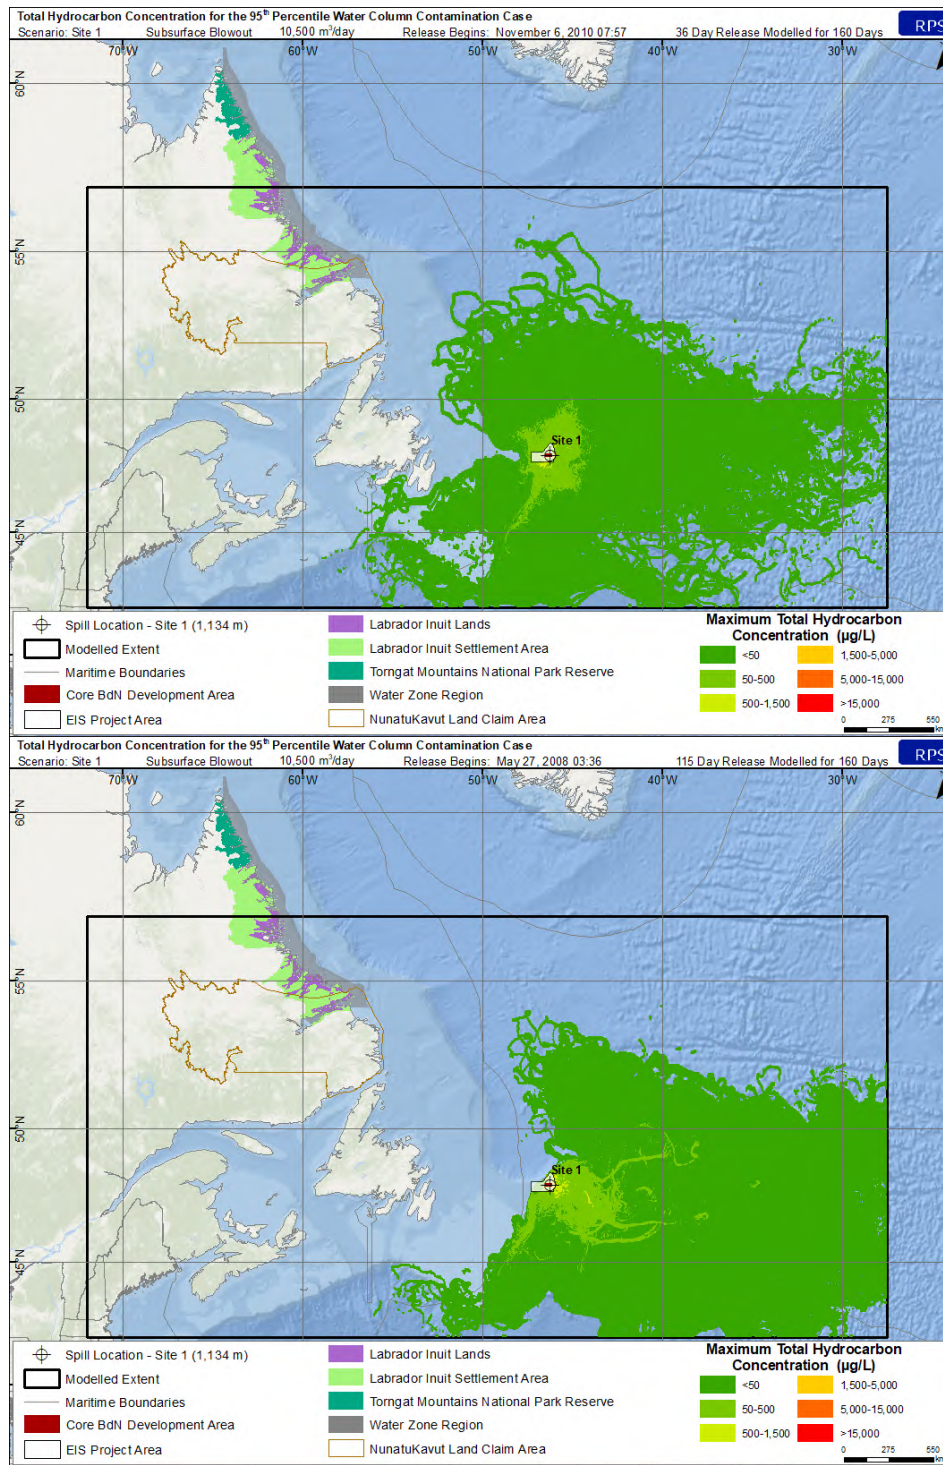 Total Hydrocarbon Concentration for the 95th Percentile Water Column Contamination Case
Scenario: Site 1 Subsurface Blowout 10,500 m³/day Release Begins: November 6, 2010 07:57 36 Day Release Modelled for 160 Days
RPS
70°W 60°W 50°W 40°W 30°W
60°N
55°N
50°N
Site 1
45°N
Spill Location - Site 1 (1,134 m)
Modelled Extent
Maritime Boundaries
Core BdN Development Area
EIS Project Area
Labrador Inuit Lands
Labrador Inuit Settlement Area
Torngat Mountains National Park Reserve
Water Zone Region
NunatuKavut Land Claim Area
Maximum Total Hydrocarbon
Concentration (µg/L)
<50 1,500-5,000
50-500 5,000-15,000
500-1,500 >15,000
0 275 550
km
Total Hydrocarbon Concentration for the 95th Percentile Water Column Contamination Case
Scenario: Site 1 Subsurface Blowout 10,500 m³/day Release Begins: May 27, 2008 03:36 115 Day Release Modelled for 160 Days
RPS
70°W 60°W 50°W 40°W 30°W
60°N
55°N
50°N
Site 1
45°N
Spill Location - Site 1 (1,134 m)
Modelled Extent
Maritime Boundaries
Core BdN Development Area
EIS Project Area
Labrador Inuit Lands
Labrador Inuit Settlement Area
Torngat Mountains National Park Reserve
Water Zone Region
NunatuKavut Land Claim Area
Maximum Total Hydrocarbon
Concentration (µg/L)
<50 1,500-5,000
50-500 5,000-15,000
500-1,500 >15,000
0 275 550
km